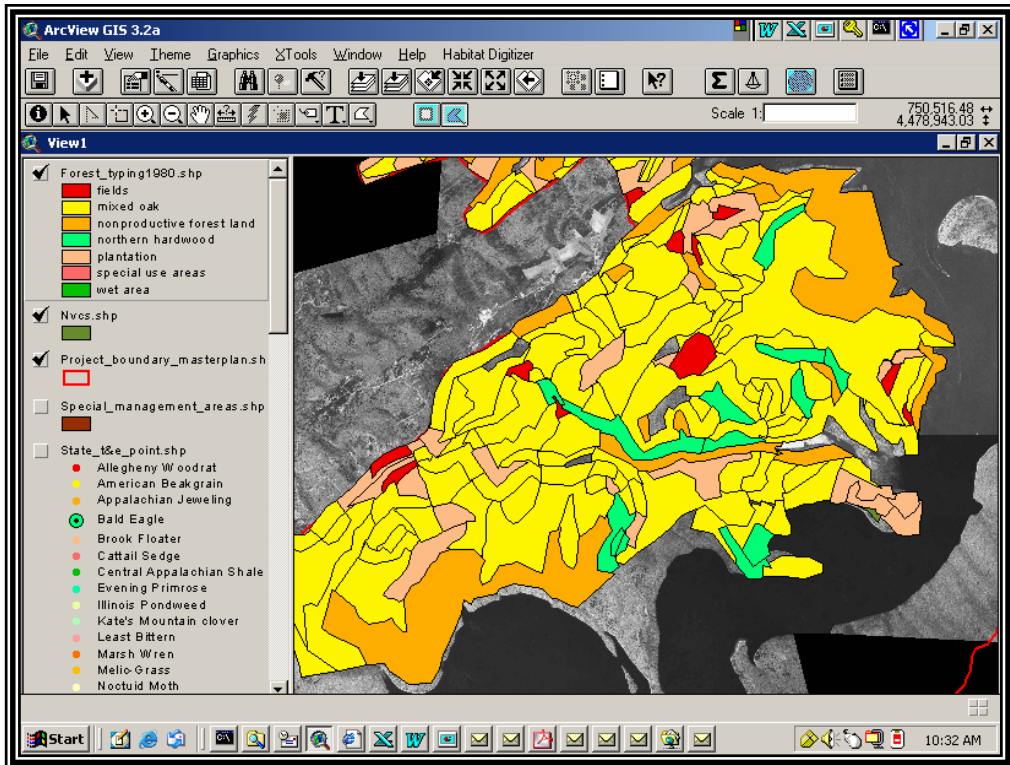 ArcView GIS 3.2a
File Edit View Theme Graphics XTools Window Help Habitat Digitizer
Scale 1: 750,516.48
4,478,943.03
View1
Forest_typing1980.shp
fields
mixed oak
nonproductive forest land
northern hardwood
plantation
special use areas
wet area
Nvcs.shp
Project_boundary_masterplan.sh
Special_management_areas.shp
State_t&e_point.shp
Allegheny Woodrat
American Beakgrain
Appalachian Jeweling
Bald Eagle
Brook Floater
Cattail Sedge
Central Appalachian Shale
Evening Primrose
Illinois Pondweed
Kate's Mountain clover
Least Bittern
Marsh Wren
Melic-Grass
Noctuid Moth
Start 10:32 AM